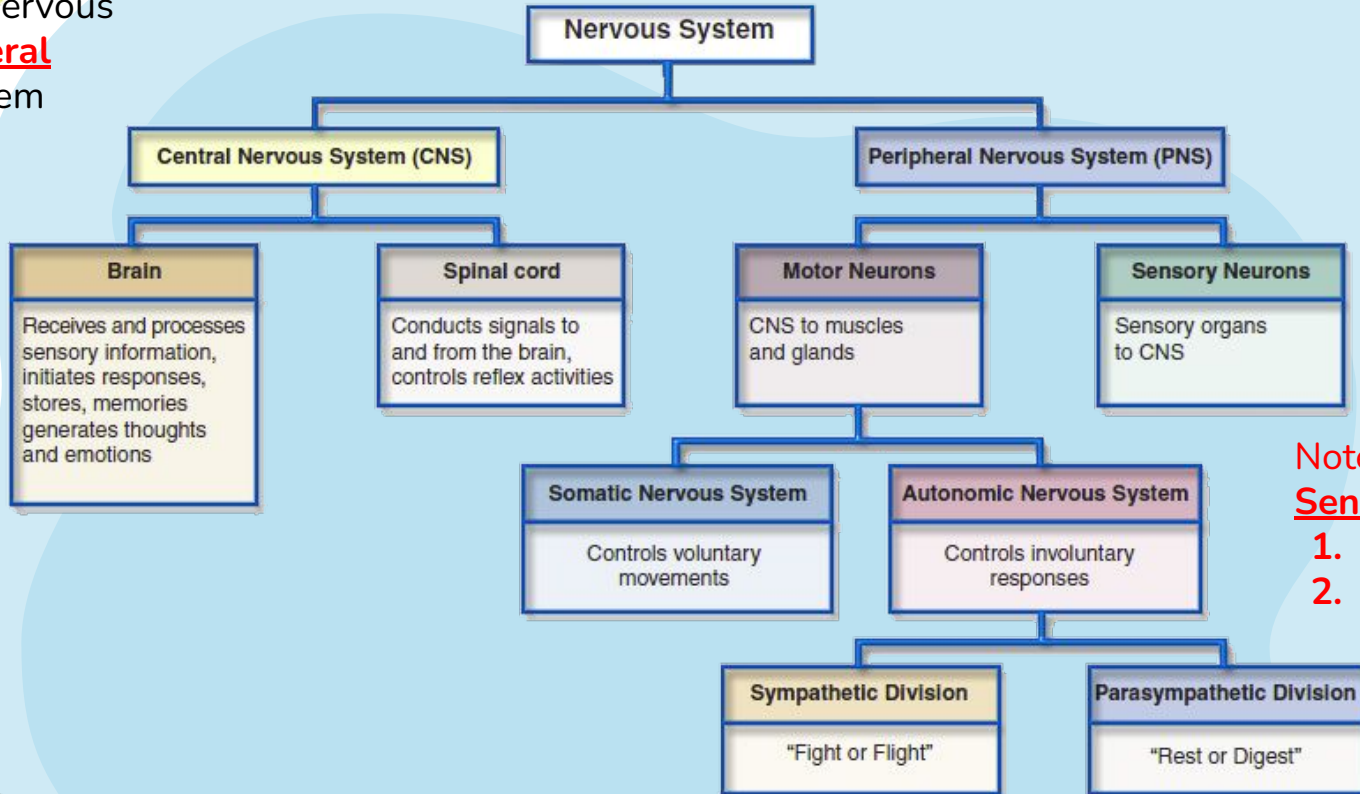 ervous
eral
em
Nervous System
Central Nervous System (CNS)
Peripheral Nervous System (PNS)
Brain
Receives and processes
sensory information,
initiates responses,
stores, memories
generates thoughts
and emotions
Spinal cord
Conducts signals to
and from the brain,
controls reflex activities
Motor Neurons
CNS to muscles
and glands
Sensory Neurons
Sensory organs
to CNS
Somatic Nervous System
Controls voluntary
movements
Autonomic Nervous System
Controls involuntary
responses
Note
Sen
1.
2.
Sympathetic Division
“Fight or Flight”
Parasympathetic Division
“Rest or Digest”